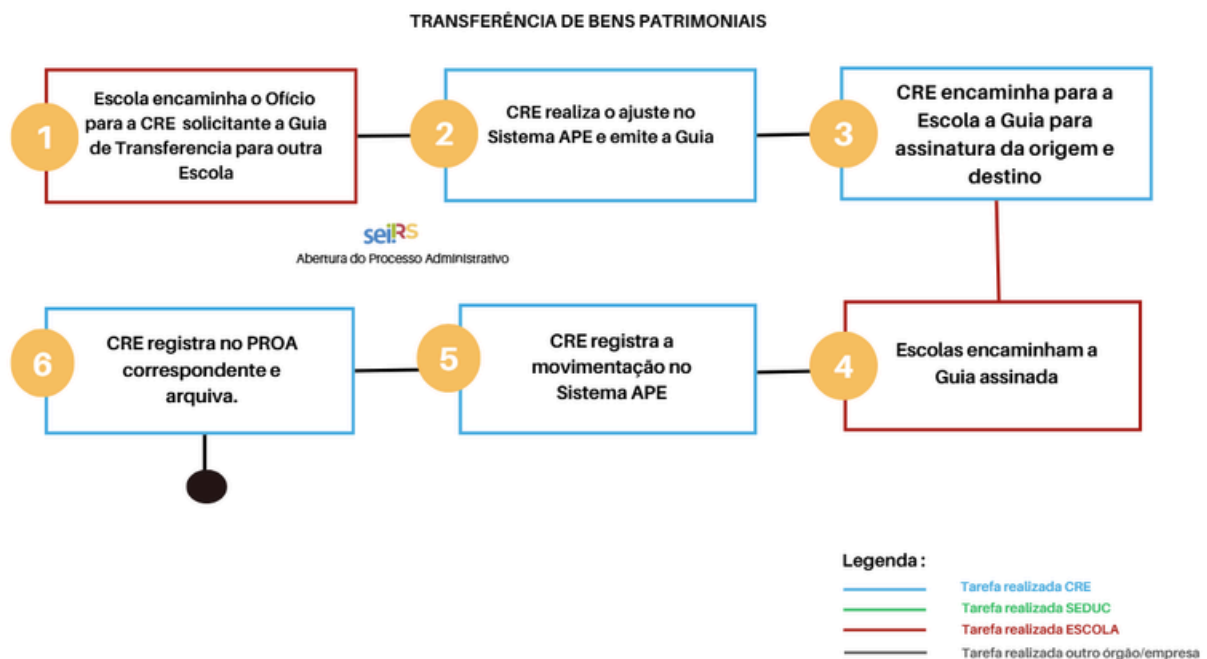 TRANSFERÊNCIA DE BENS PATRIMONIAIS
1
Escola encaminha o Ofício
para a CRE solicitante a Guia
de Transferencia para outra
Escola
2
CRE realiza o ajuste no
Sistema APE e emite a Guia
3
CRE encaminha para a
Escola a Guia para
assinatura da origem e
destino
sei!RS
Abertura do Processo Administrativo
6
CRE registra no PROA
correspondente e
arquiva.
5
CRE registra a
movimentação no
Sistema APE
4
Escolas encaminham a
Guia assinada
Legenda :
Tarefa realizada CRE
Tarefa realizada SEDUC
Tarefa realizada ESCOLA
Tarefa realizada outro órgão/empresa